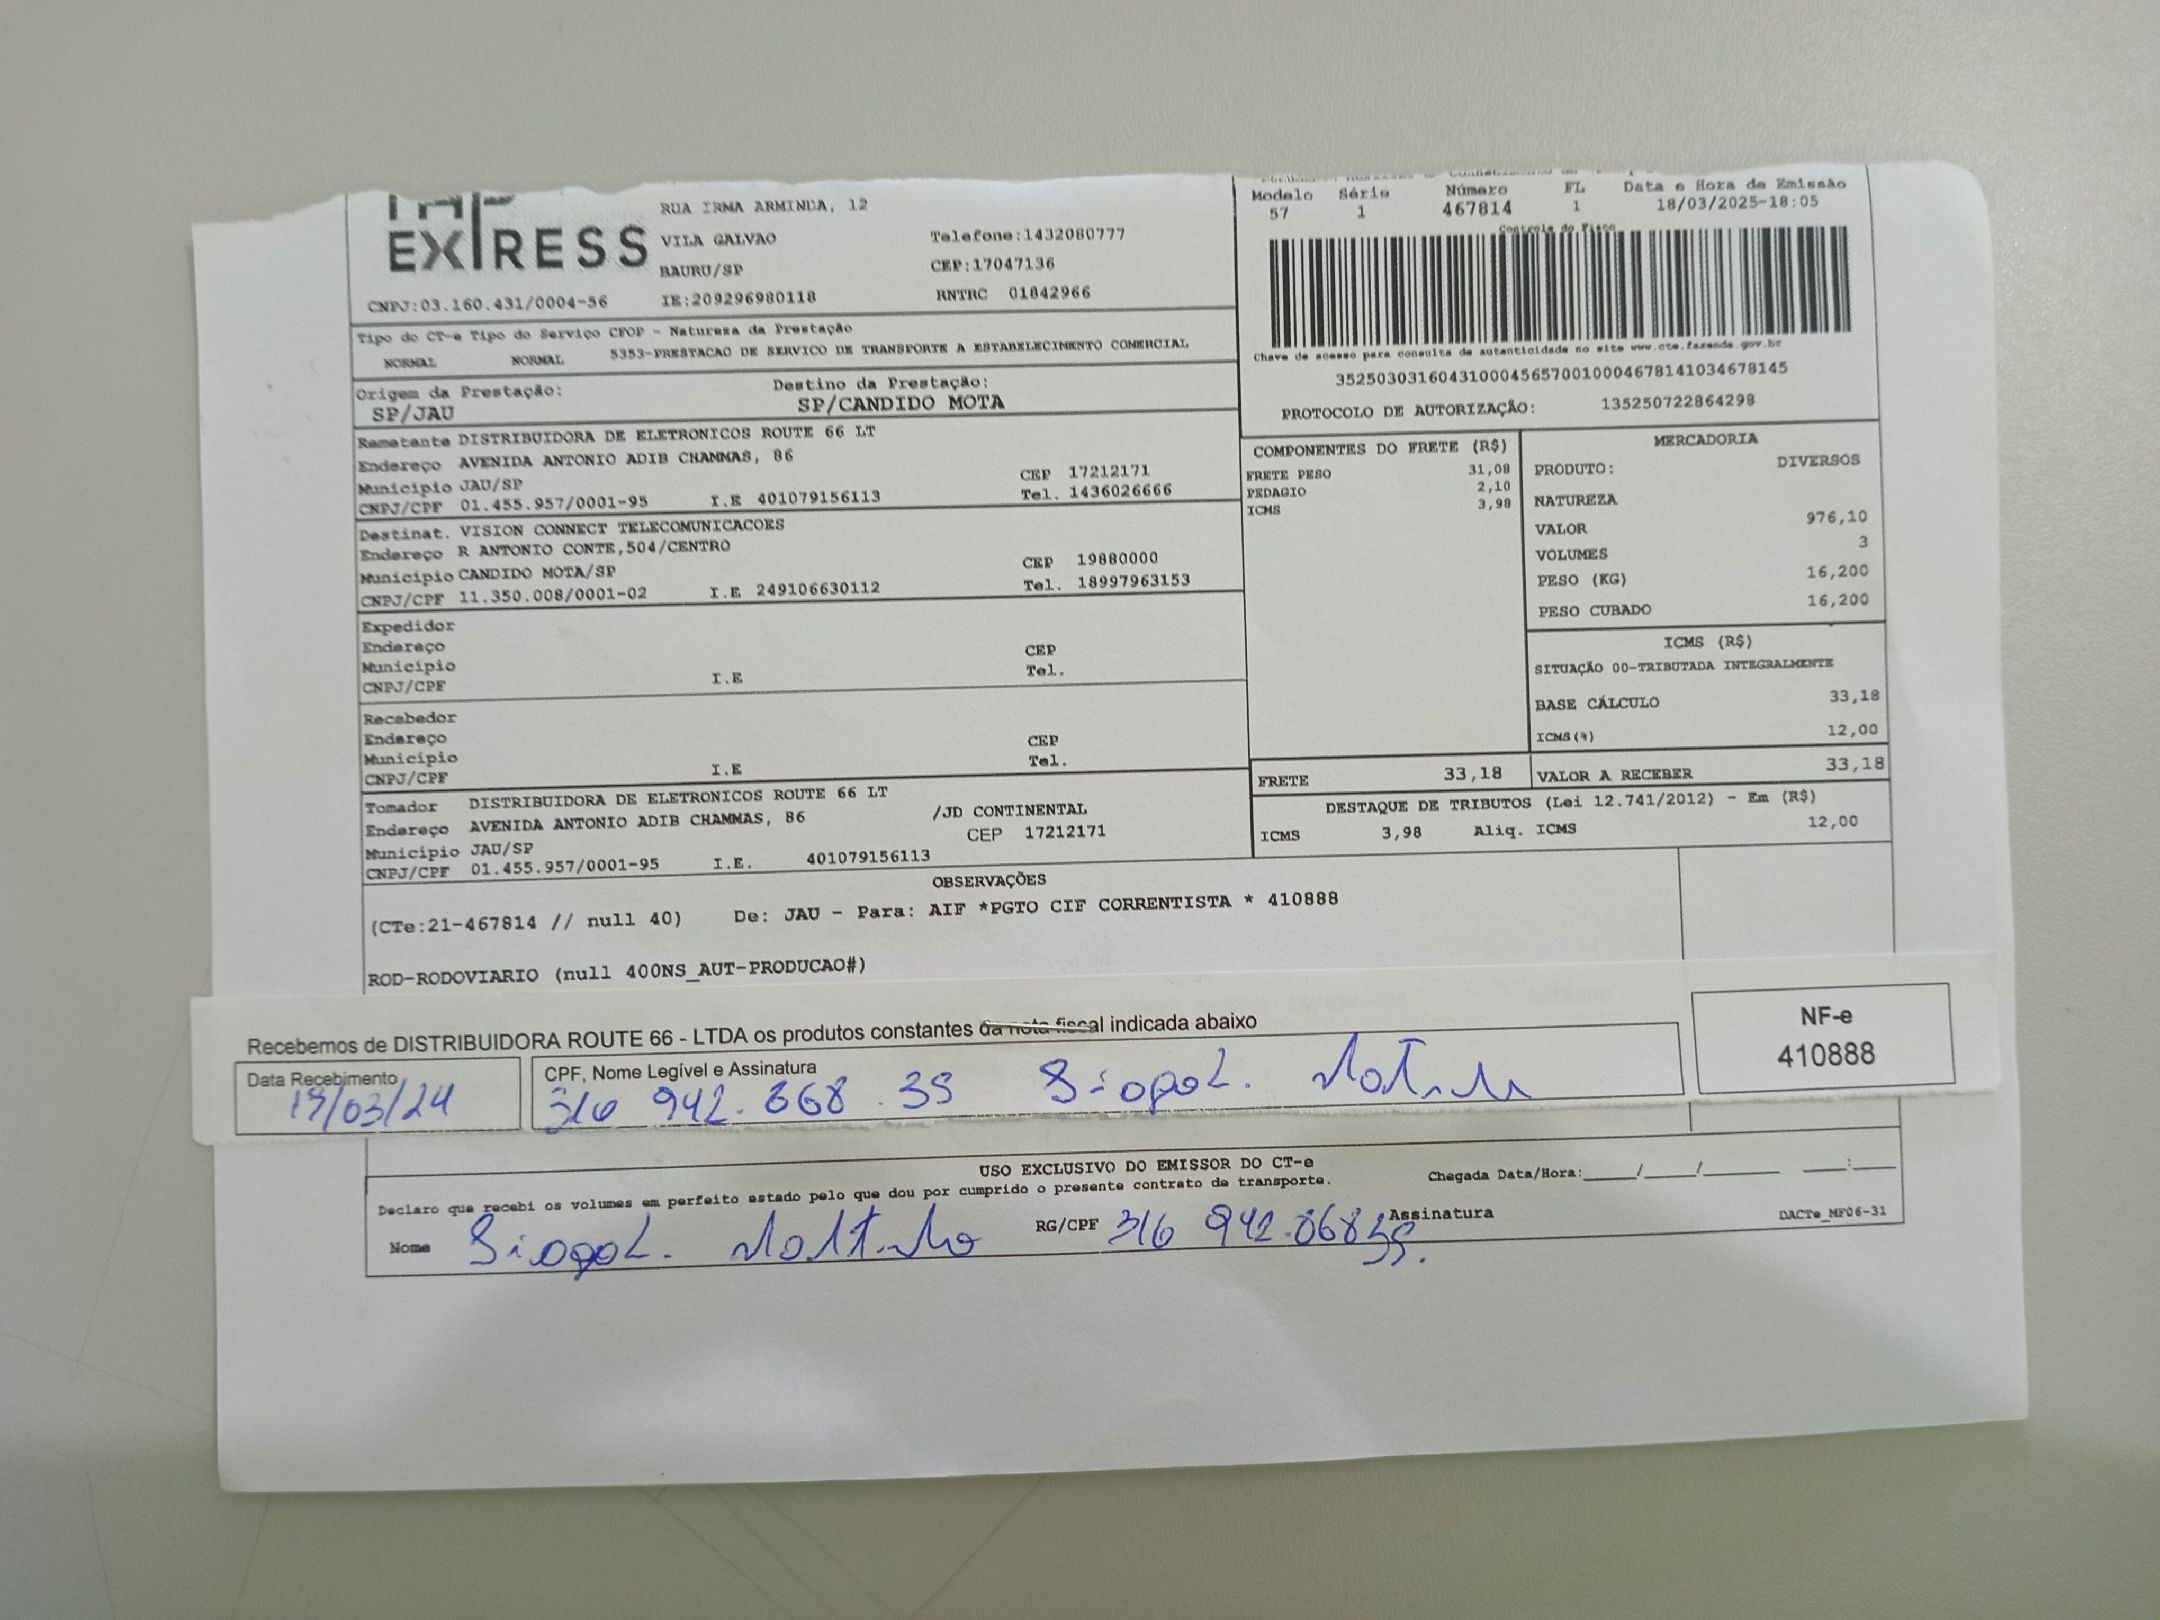 EXPRESS
RUA IRMA ARMINDA, 12
VILA GALVAO Telefone:1432080777
BAURU/SP CEP:17047136
CNPJ:03.160.431/0004-56 IE:209296980118 RNTRC 01842966
Modelo Série Número FL Data e Hora de Emissão
57 1 467814 1 18/03/2025-18:05
Controle do Fisco
Chave de acesso para consulta de autenticidade no site www.cte.fazenda.gov.br
35250303160431000456570010004678141034678145
PROTOCOLO DE AUTORIZAÇÃO: 135250722864298
Tipo do CT-e Tipo do Serviço CFOP - Natureza da Prestação
NORMAL NORMAL 5353-PRESTACAO DE SERVICO DE TRANSPORTE A ESTABELECIMENTO COMERCIAL
Origem da Prestação: Destino da Prestação:
SP/JAU SP/CANDIDO MOTA
Remetente DISTRIBUIDORA DE ELETRONICOS ROUTE 66 LT
Endereço AVENIDA ANTONIO ADIB CHAMMAS, 86
Município JAU/SP CEP 17212171
CNPJ/CPF 01.455.957/0001-95 I.E 401079156113 Tel. 1436026666
Destinat. VISION CONNECT TELECOMUNICACOES
Endereço R ANTONIO CONTE,504/CENTRO
Município CANDIDO MOTA/SP CEP 19880000
CNPJ/CPF 11.350.008/0001-02 I.E 249106630112 Tel. 18997963153
Expedidor
Endereço
Município CEP
CNPJ/CPF I.E Tel.
Recebedor
Endereço
Município CEP
CNPJ/CPF I.E Tel.
Tomador DISTRIBUIDORA DE ELETRONICOS ROUTE 66 LT
Endereço AVENIDA ANTONIO ADIB CHAMMAS, 86 /JD CONTINENTAL
Município JAU/SP CEP 17212171
CNPJ/CPF 01.455.957/0001-95 I.E. 401079156113
COMPONENTES DO FRETE (R$)
FRETE PESO 31,08
PEDAGIO 2,10
ICMS 3,98
MERCADORIA
PRODUTO: DIVERSOS
NATUREZA
VALOR 976,10
VOLUMES 3
PESO (KG) 16,200
PESO CUBADO 16,200
ICMS (R$)
SITUAÇÃO 00-TRIBUTADA INTEGRALMENTE
BASE CÁLCULO 33,18
ICMS(%) 12,00
FRETE 33,18 VALOR A RECEBER 33,18
DESTAQUE DE TRIBUTOS (Lei 12.741/2012) - Em (R$)
ICMS 3,98 Aliq. ICMS 12,00
OBSERVAÇÕES
(CTe:21-467814 // null 40) De: JAU - Para: AIF *PGTO CIF CORRENTISTA * 410888
ROD-RODOVIARIO (null 400NS_AUT-PRODUCAO#)
Recebemos de DISTRIBUIDORA ROUTE 66 - LTDA os produtos constantes da nota fiscal indicada abaixo
NF-e
410888
Data Recebimento CPF, Nome Legível e Assinatura
19/03/24 316 942.868.35
USO EXCLUSIVO DO EMISSOR DO CT-e
Declaro que recebi os volumes em perfeito estado pelo que dou por cumprido o presente contrato de transporte. Chegada Data/Hora:____/____/____ ___:___
Nome RG/CPF 316 942.868 35. Assinatura DACTe_MF06-31